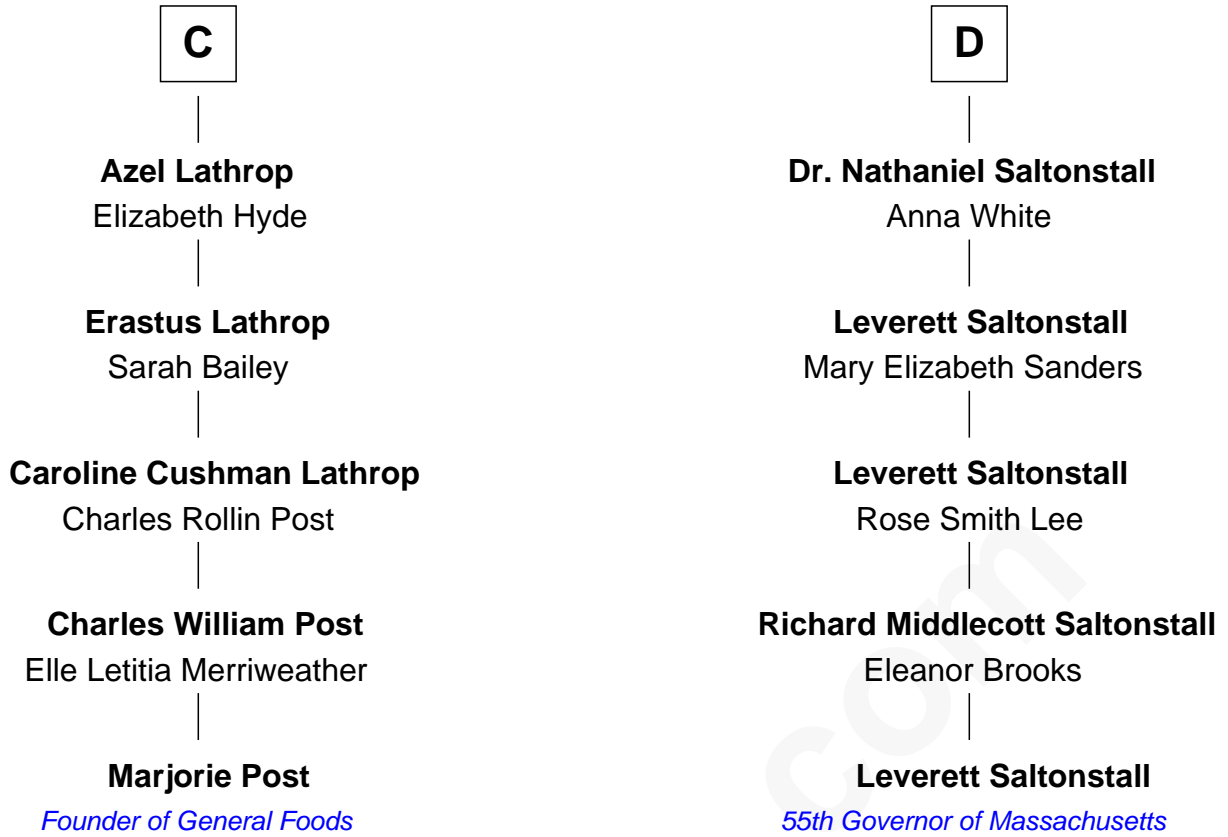 C
Azel Lathrop
Elizabeth Hyde
Erastus Lathrop
Sarah Bailey
Caroline Cushman Lathrop
Charles Rollin Post
Charles William Post
Elle Letitia Merriweather
Marjorie Post
Founder of General Foods
D
Dr. Nathaniel Saltonstall
Anna White
Leverett Saltonstall
Mary Elizabeth Sanders
Leverett Saltonstall
Rose Smith Lee
Richard Middlecott Saltonstall
Eleanor Brooks
Leverett Saltonstall
55th Governor of Massachusetts
com